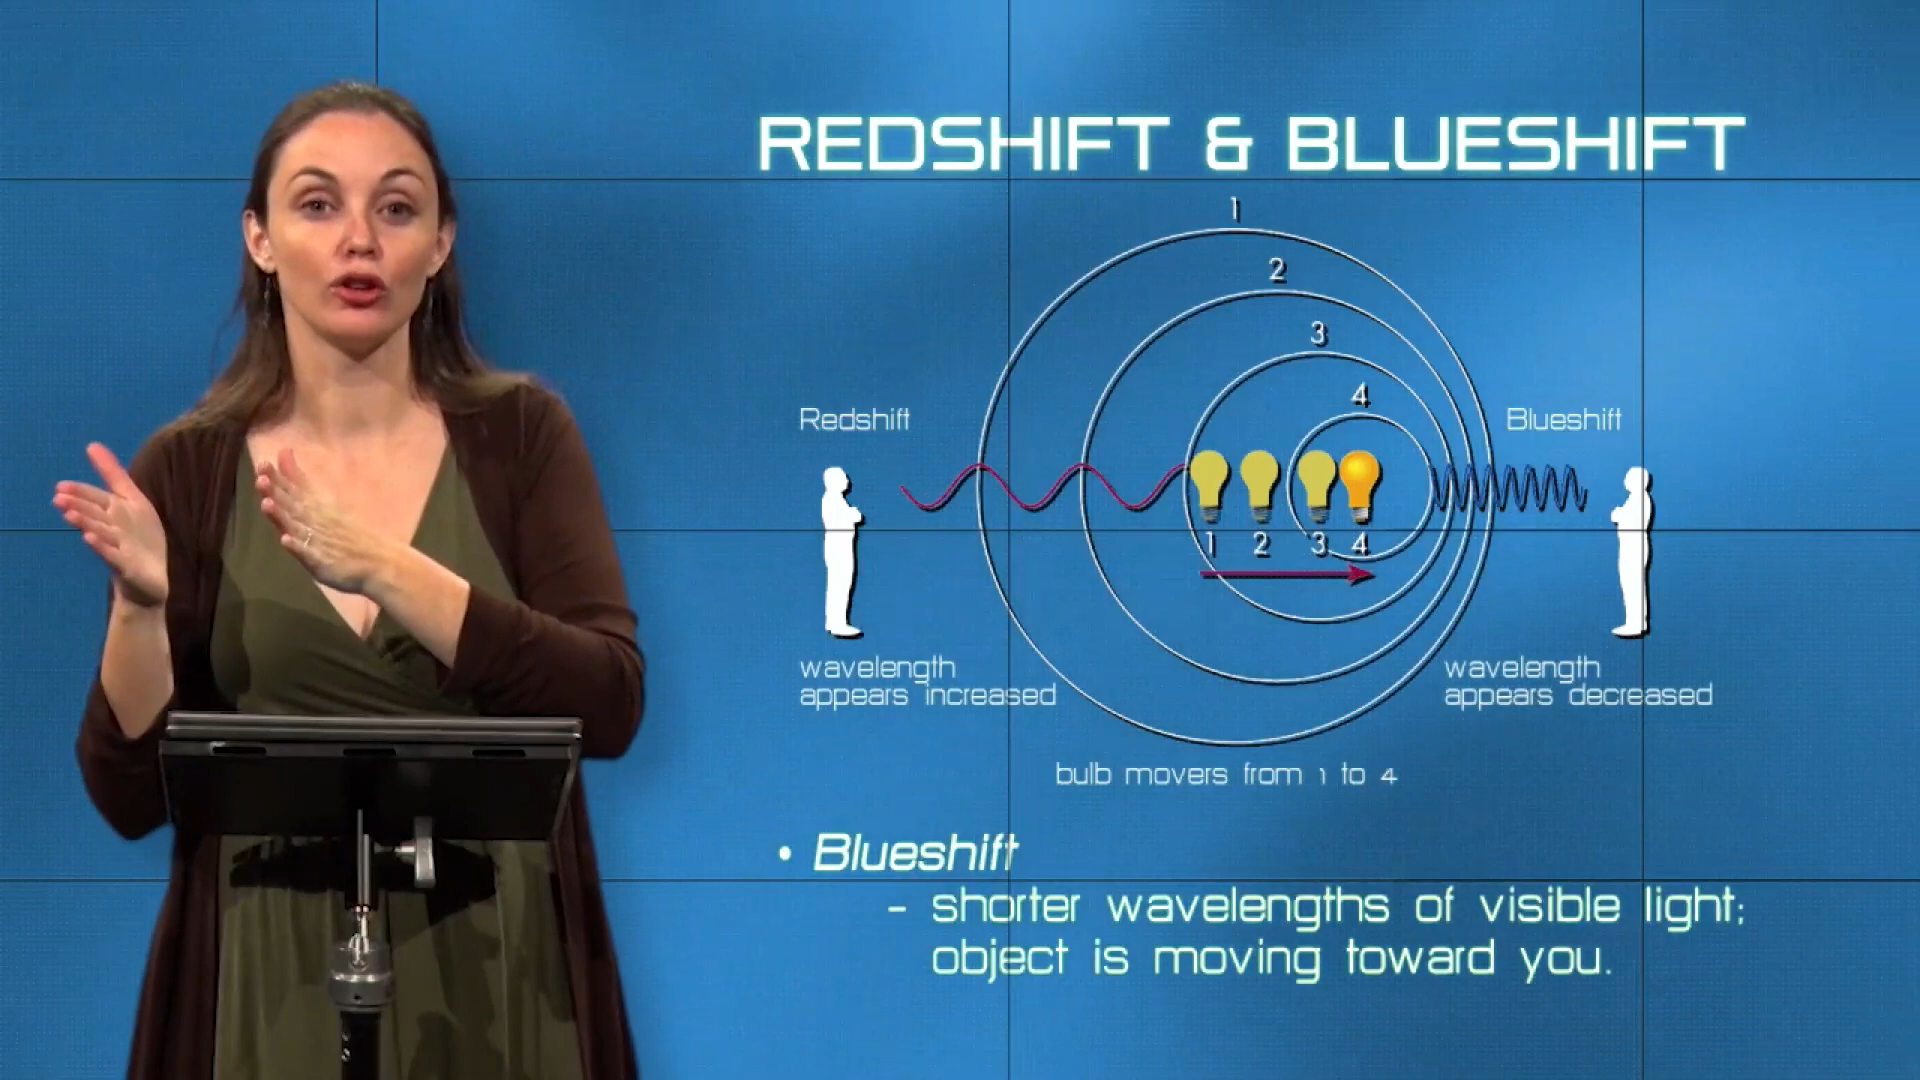 REDSHIFT & BLUESHIFT
1
2
3
4
Redshift
Blueshift
1 2 3 4
wavelength
appears increased
wavelength
appears decreased
bulb movers from 1 to 4
• Blueshift
- shorter wavelengths of visible light;
object is moving toward you.